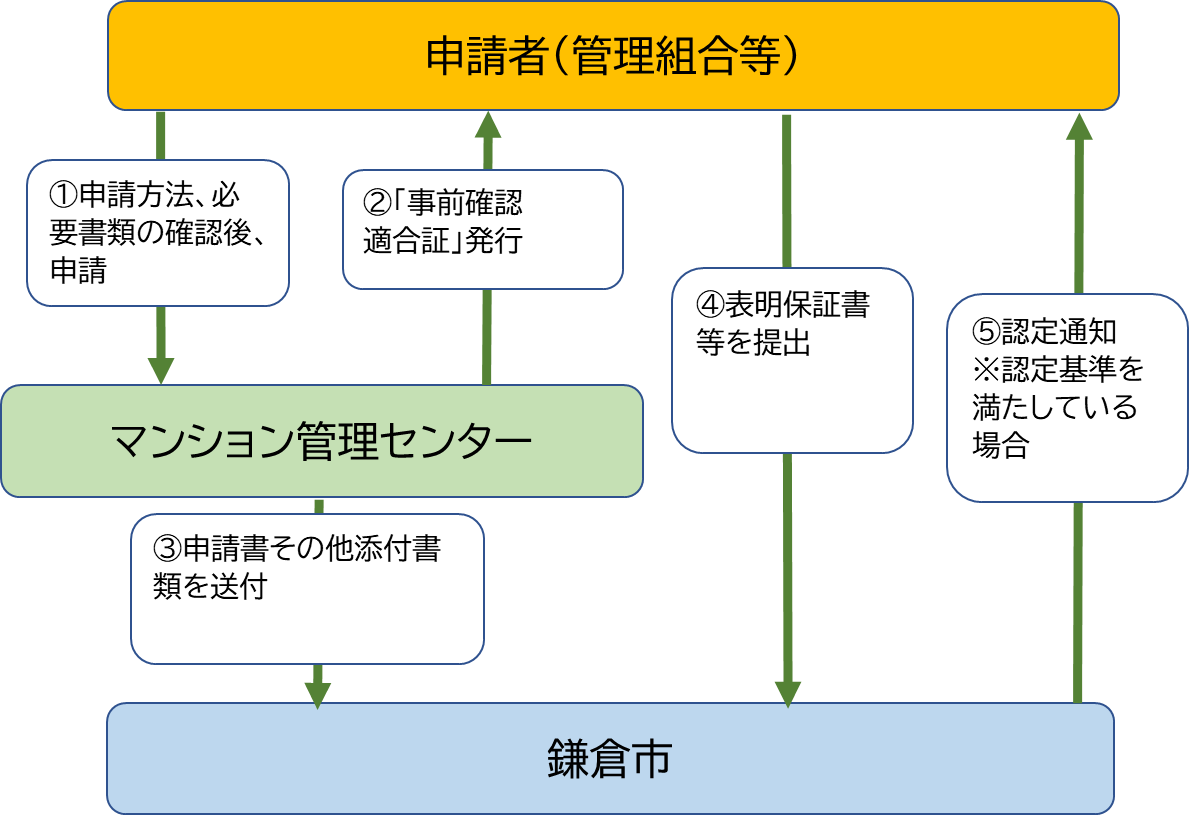 申請者（管理組合等）
①申請方法、必
要書類の確認後、
申請
②「事前確認
適合証」発行
マンション管理センター
③申請書その他添付書
類を送付
④表明保証書
等を提出
⑤認定通知
※認定基準を
満たしている
場合
鎌倉市